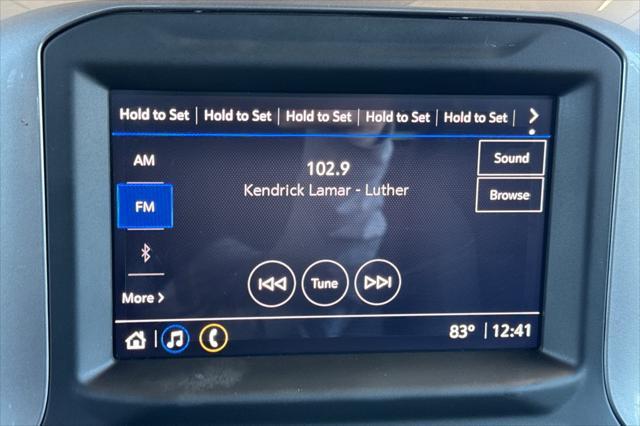 Hold to Set Hold to Set Hold to Set Hold to Set Hold to Set
AM
FM
More
102.9
Kendrick Lamar - Luther
Sound
Browse
Tune
83° 12:41